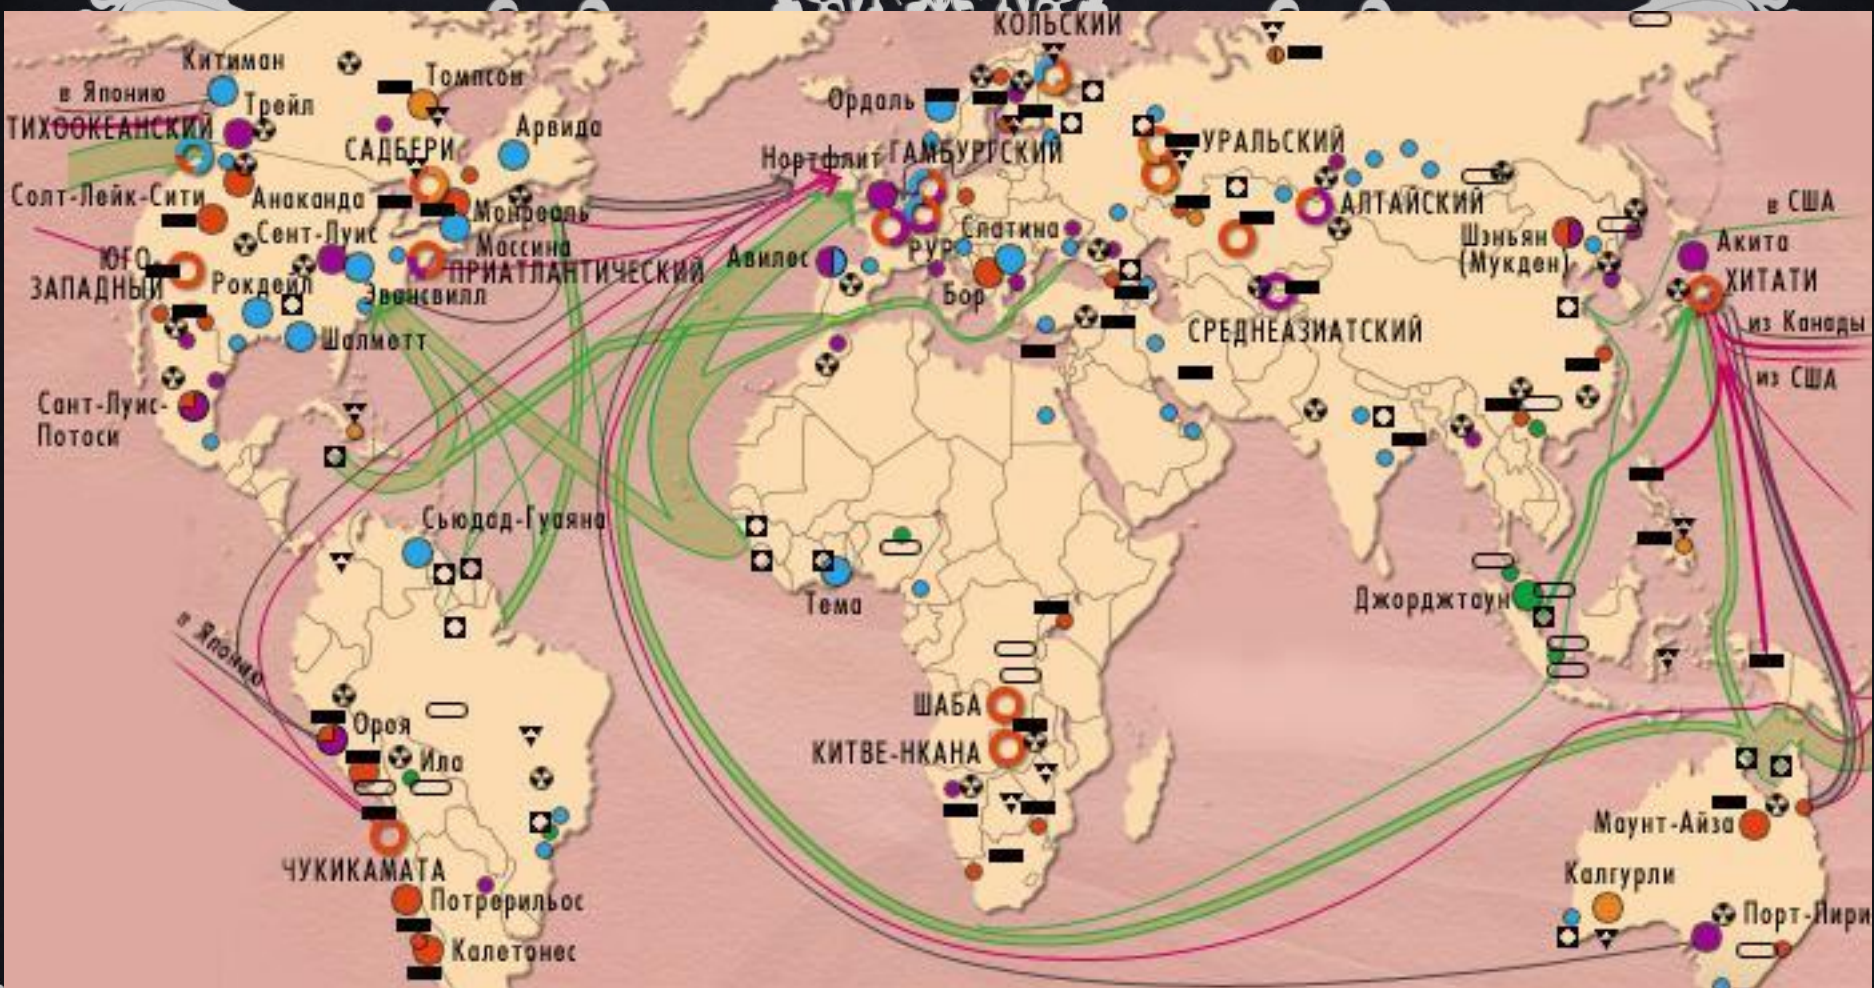 КОЛЬСКИЙ
Китиман
Томпсон
в Японию
Трейл
Ордаль
ТИХООКЕАНСКИЙ
Арвида
САДБЕРИ
Нортфлит
ГАМБУРГСКИЙ
УРАЛЬСКИЙ
Солт-Лейк-Сити
Анаканда
Монреаль
АЛТАЙСКИЙ
в США
Сент-Луис
Массина
Слатина
Шэньян
(Мукден)
Акита
ЮГО-
ЗАПАДНЫЙ
ПРИАТЛАНТИЧЕСКИЙ
Авилес
РУР
Рокдейл
Эвансвилл
Бор
ХИТАТИ
Шалметт
СРЕДНЕАЗИАТСКИЙ
из Канады
из США
Сант-Луис-
Потоси
Сьюдад-Гуаяна
Тема
Джорджтаун
в Японию
ШАБА
Ороя
КИТВЕ-НКАНА
Ила
Маунт-Айза
ЧУКИКАМАТА
Калгурли
Потрерильос
Порт-Пири
Калетонес